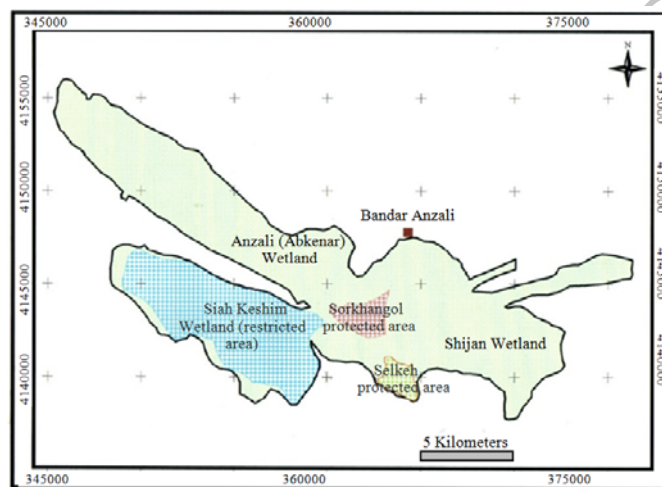 345000 360000 375000
N
4155000
4150000
4145000
4140000
Bandar Anzali
Anzali (Abkenar)
Wetland
Siah Keshim
Wetland (restricted
area)
Sorkhangol
protected area
Shijan Wetland
Selkeh
protected area
5 Kilometers
345000 360000 375000